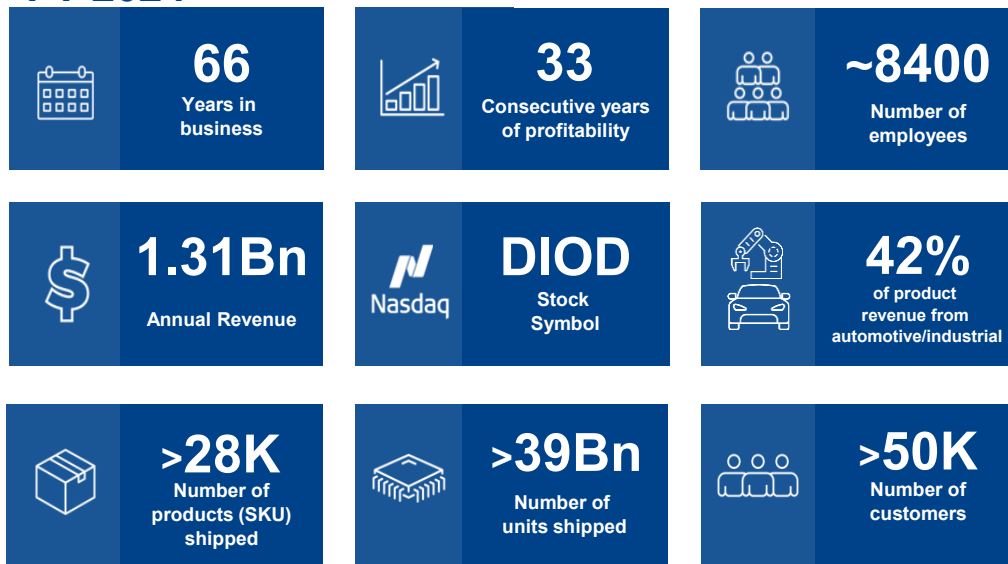 66
Years in
business
33
Consecutive years
of profitability
~8400
Number of
employees
1.31Bn
Annual Revenue
Nasdaq
DIOD
Stock
Symbol
42%
of product
revenue from
automotive/industrial
>28K
Number of
products (SKU)
shipped
>39Bn
Number of
units shipped
>50K
Number of
customers